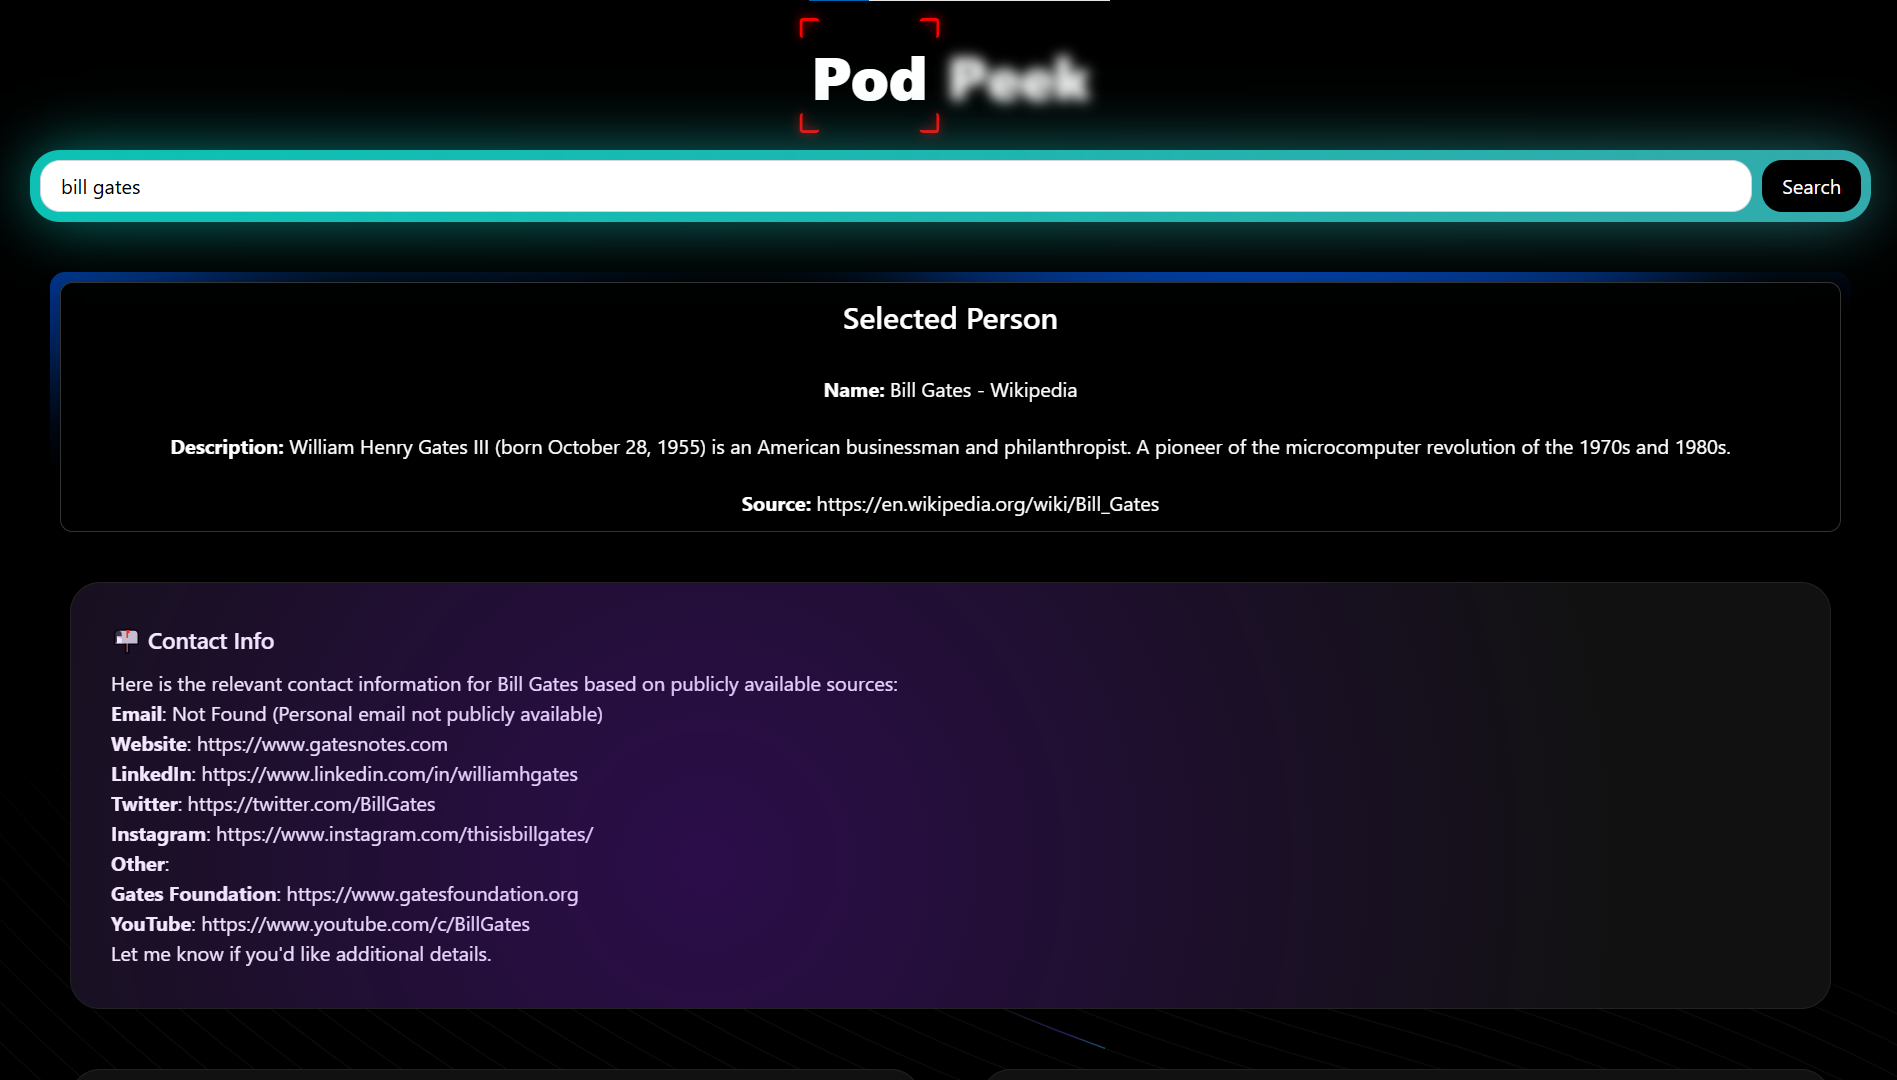 Pod Peek
bill gates
Search
Selected Person
Name: Bill Gates - Wikipedia
Description: William Henry Gates III (born October 28, 1955) is an American businessman and philanthropist. A pioneer of the microcomputer revolution of the 1970s and 1980s.
Source: https://en.wikipedia.org/wiki/Bill_Gates
📬 Contact Info
Here is the relevant contact information for Bill Gates based on publicly available sources:
Email: Not Found (Personal email not publicly available)
Website: https://www.gatesnotes.com
LinkedIn: https://www.linkedin.com/in/williamhgates
Twitter: https://twitter.com/BillGates
Instagram: https://www.instagram.com/thisisbillgates/
Other:
Gates Foundation: https://www.gatesfoundation.org
YouTube: https://www.youtube.com/c/BillGates
Let me know if you'd like additional details.